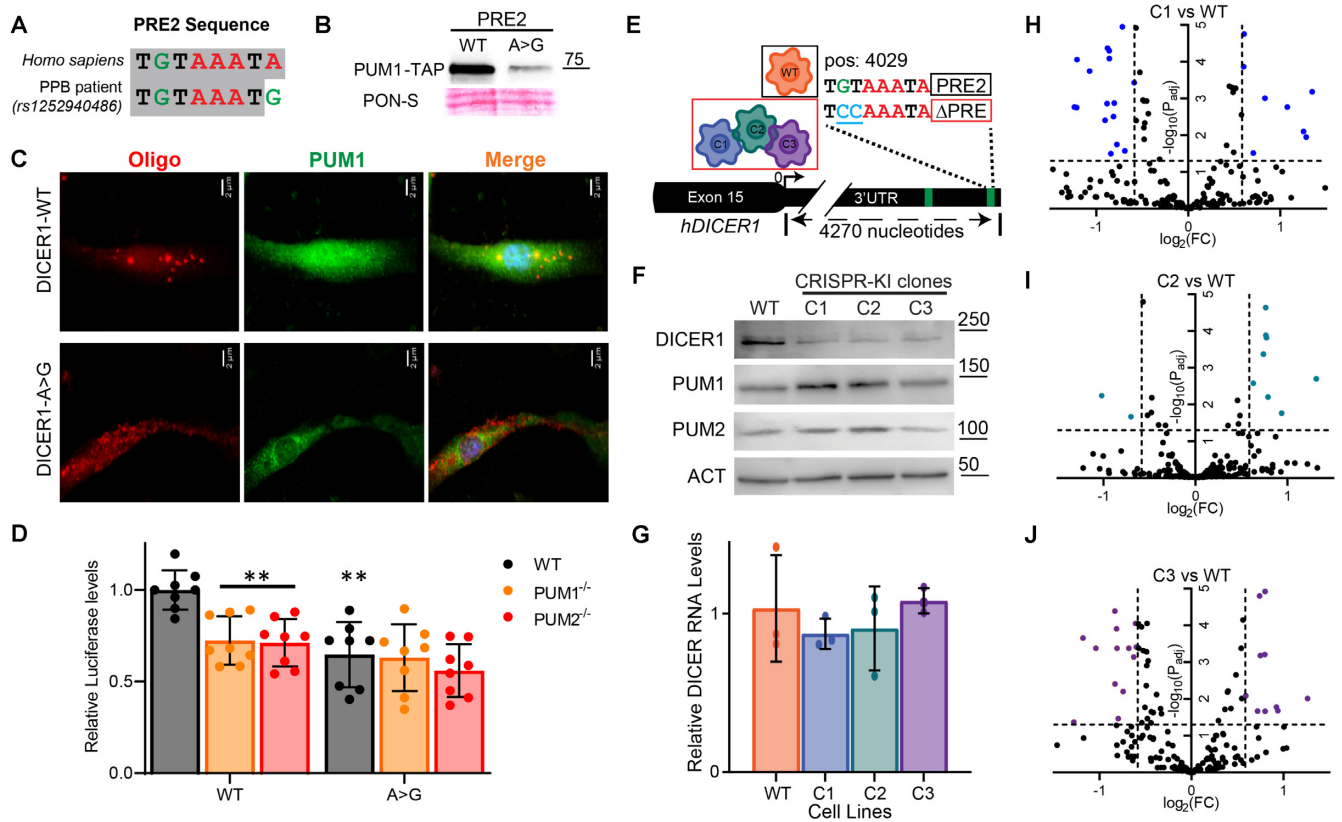 A
PRE2 Sequence
Homo sapiens
TGTAAATA
PPB patient
(rs1252940486)
TGTAAATG
B
PRE2
WT A>G
PUM1-TAP
75
PON-S
C
Oligo PUM1 Merge
DICER1-WT
2 µm
2 µm
2 µm
DICER1-A>G
2 µm
2 µm
2 µm
D
Relative Luciferase levels
1.0
0.5
0.0
**
**
WT
PUM1-/-
PUM2-/-
WT
A>G
E
WT
pos: 4029
TGTAAATA PRE2
TCCAAATA ΔPRE
C1
C2
C3
0
Exon 15
3'UTR
hDICER1
4270 nucleotides
F
CRISPR-KI clones
WT C1 C2 C3
DICER1
250
PUM1
150
PUM2
100
ACT
50
G
Relative DICER RNA Levels
1
0
WT C1 C2 C3
Cell Lines
H
C1 vs WT
-log10(Padj)
5
4
3
2
1
-1 0 1
log2(FC)
I
C2 vs WT
-log10(Padj)
5
4
3
2
1
-1 0 1
log2(FC)
J
C3 vs WT
-log10(Padj)
5
4
3
2
1
-1 0 1
log2(FC)